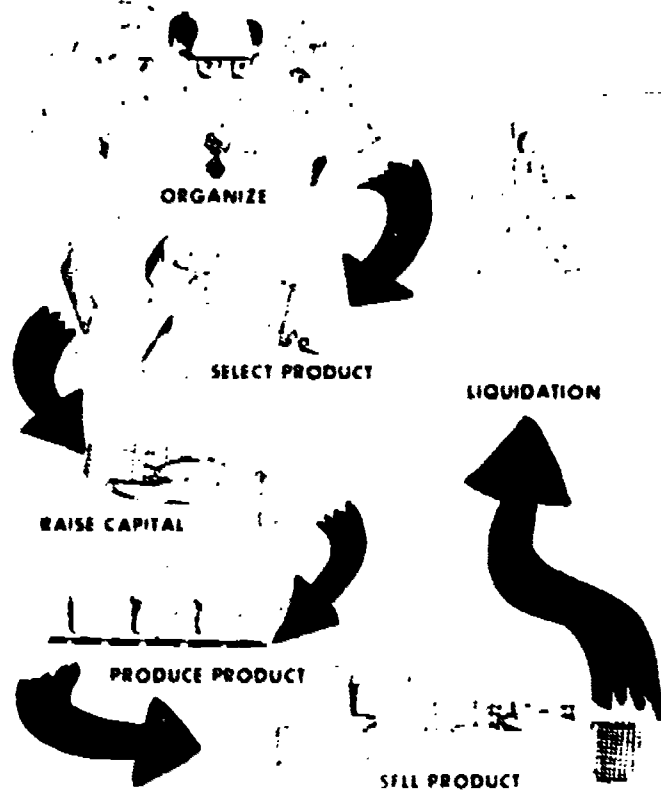 ORGANIZE
SELECT PRODUCT
LIQUIDATION
RAISE CAPITAL
PRODUCE PRODUCT
SELL PRODUCT